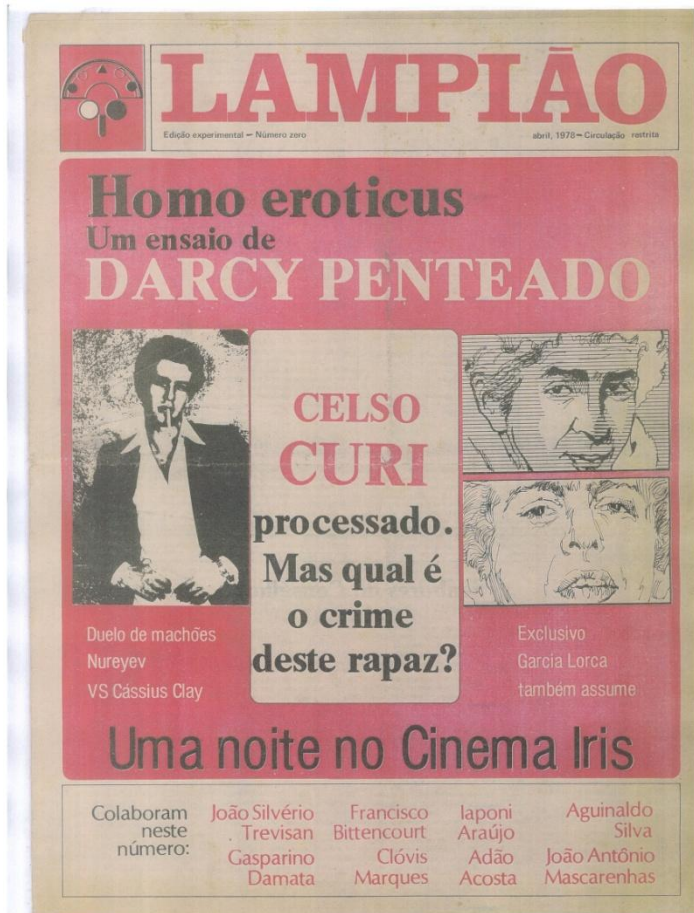 LAMPIÃO
Edição experimental — Número zero
abril, 1978 — Circulação restrita
Homo eroticus
Um ensaio de
DARCY PENTEADO
CELSO
CURI
processado.
Mas qual é
o crime
deste rapaz?
Duelo de machões
Nureyev
VS Cássius Clay
Exclusivo
Garcia Lorca
também assume
Uma noite no Cinema Iris
Colaboram
neste
número:
João Silvério
Trevisan
Gasparino
Damata
Francisco
Bittencourt
Clóvis
Marques
Iaponi
Araújo
Adão
Acosta
Aguinaldo
Silva
João Antônio
Mascarenhas